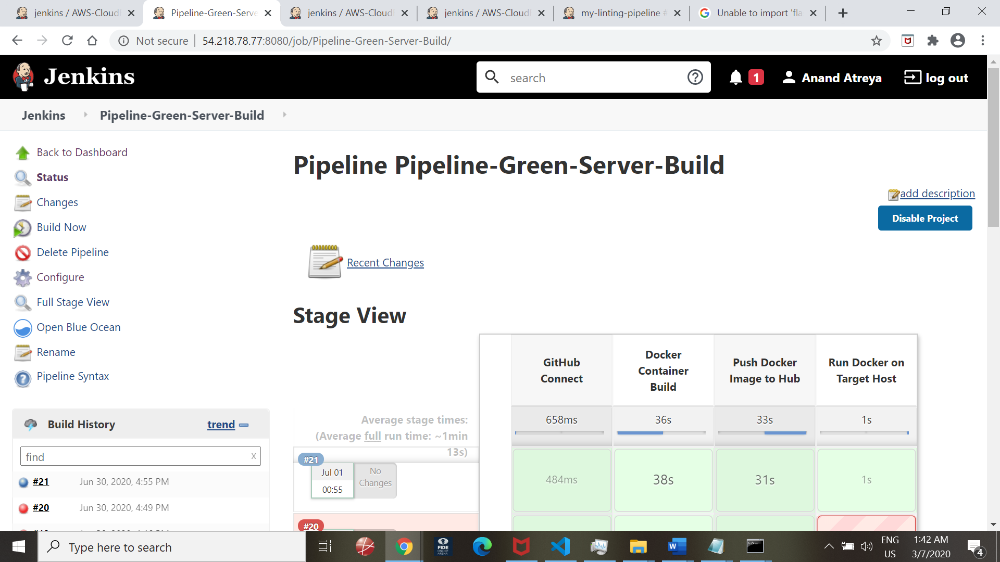 jenkins / AWS-Cloud
Pipeline-Green-Serve
jenkins / AWS-Cloud
jenkins / AWS-Cloud
my-linting-pipeline #
Unable to import 'fla
Not secure
54.218.78.77:8080/job/Pipeline-Green-Server-Build/
Jenkins
search
1
Anand Atreya
log out
Jenkins
Pipeline-Green-Server-Build
Back to Dashboard
Status
Changes
Build Now
Delete Pipeline
Configure
Full Stage View
Open Blue Ocean
Rename
Pipeline Syntax
Build History
trend
find
x
#21 Jun 30, 2020, 4:55 PM
#20 Jun 30, 2020, 4:49 PM
Pipeline Pipeline-Green-Server-Build
add description
Disable Project
Recent Changes
Stage View
GitHub
Connect
Docker
Container
Build
Push Docker
Image to Hub
Run Docker on
Target Host
Average stage times:
(Average full run time: ~1min
13s)
658ms
36s
33s
1s
#21
Jul 01
00:55
No
Changes
484ms
38s
31s
1s
#20
Type here to search
FIDE
ONLINE
ARENA
ENG
US
1:42 AM
3/7/2020
4